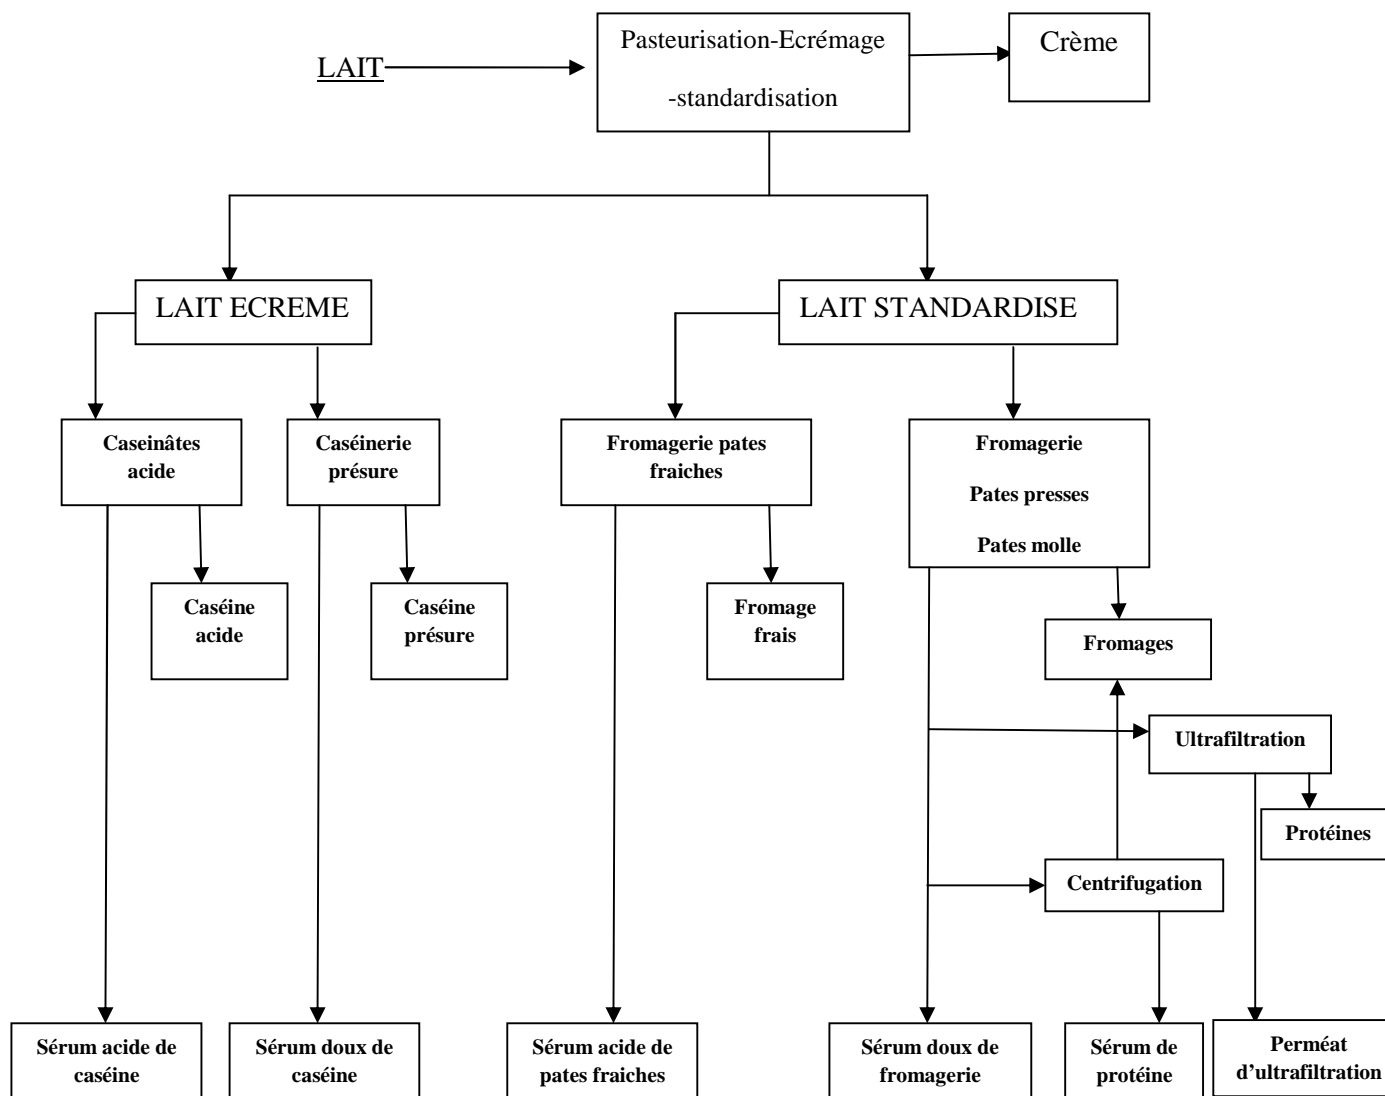 LAIT
Pasteurisation-Ecrémage
-standardisation
Crème
LAIT ECREME
LAIT STANDARDISE
Caseinâtes
acide
Caséinerie
présure
Fromagerie pates
fraiches
Fromagerie
Pates presses
Pates molle
Caséine
acide
Caséine
présure
Fromage
frais
Fromages
Ultrafiltration
Protéines
Centrifugation
Sérum acide de
caséine
Sérum doux de
caséine
Sérum acide de
pates fraiches
Sérum doux de
fromagerie
Sérum de
protéine
Perméat
d’ultrafiltration